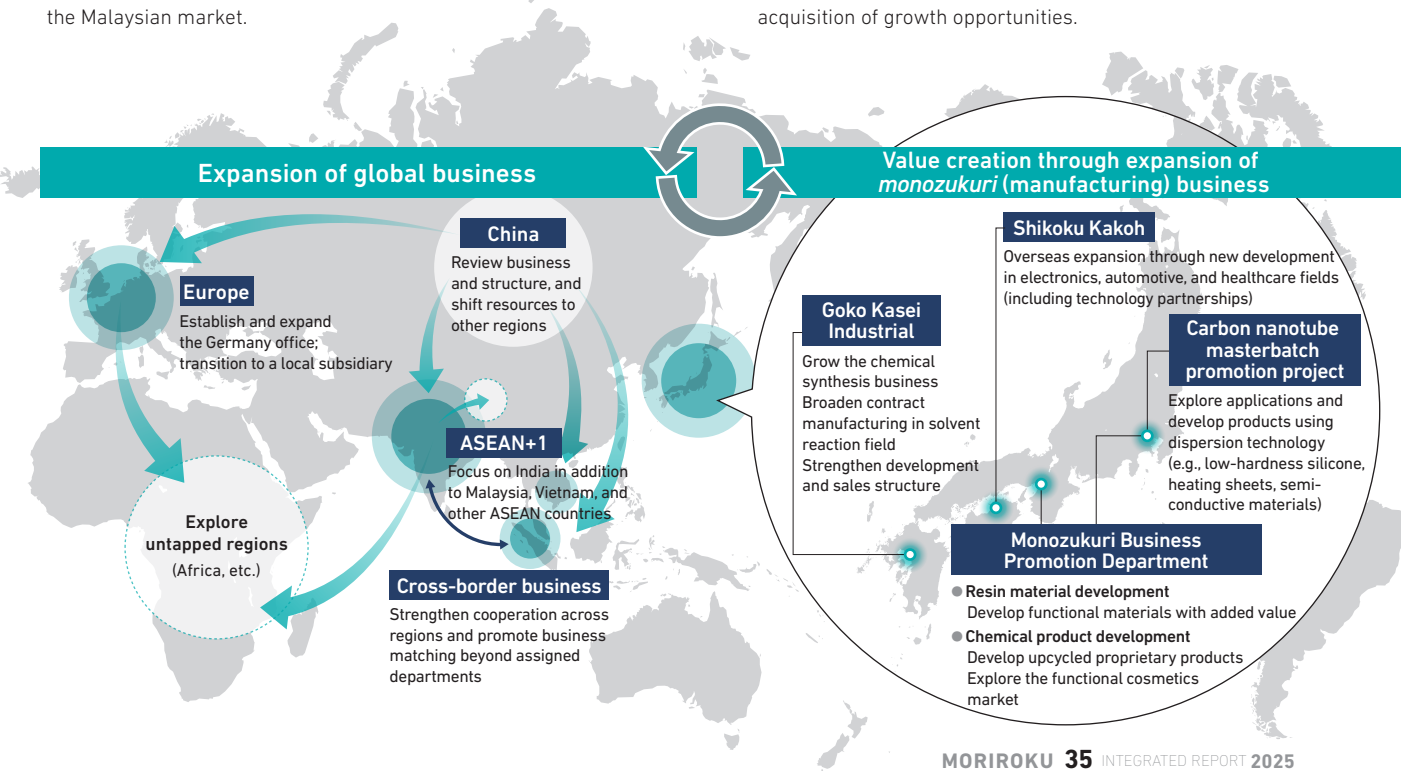 the Malaysian market.
acquisition of growth opportunities.
Expansion of global business
Value creation through expansion of
monozukuri (manufacturing) business
China
Review business
and structure, and
shift resources to
other regions
Europe
Establish and expand
the Germany office;
transition to a local subsidiary
ASEAN+1
Focus on India in addition
to Malaysia, Vietnam, and
other ASEAN countries
Explore
untapped regions
(Africa, etc.)
Cross-border business
Strengthen cooperation across
regions and promote business
matching beyond assigned
departments
Shikoku Kakoh
Overseas expansion through new development
in electronics, automotive, and healthcare fields
(including technology partnerships)
Goko Kasei
Industrial
Grow the chemical
synthesis business
Broaden contract
manufacturing in solvent
reaction field
Strengthen development
and sales structure
Carbon nanotube
masterbatch
promotion project
Explore applications and
develop products using
dispersion technology
(e.g., low-hardness silicone,
heating sheets, semi-
conductive materials)
Monozukuri Business
Promotion Department
● Resin material development
Develop functional materials with added value
● Chemical product development
Develop upcycled proprietary products
Explore the functional cosmetics
market
MORIROKU 35 INTEGRATED REPORT 2025